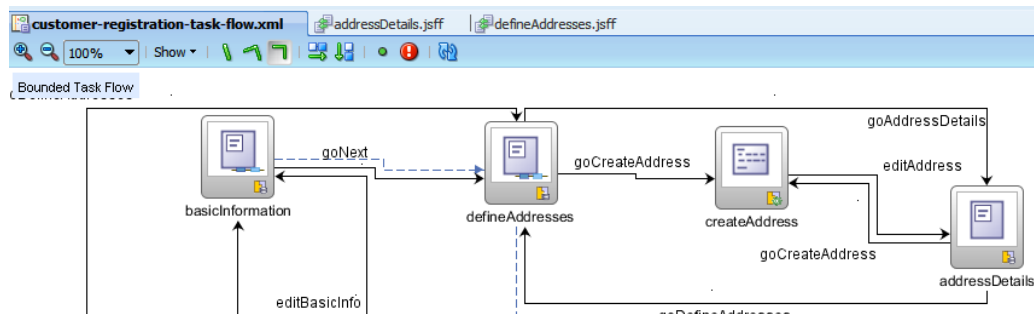 customer-registration-task-flow.xml addressDetails.jsff defineAddresses.jsff
100% Show
Bounded Task Flow
goAddressDetails
goNext
goCreateAddress
editAddress
basicInformation
defineAddresses
createAddress
goCreateAddress
addressDetails
editBasicInfo
goDefineAddresses